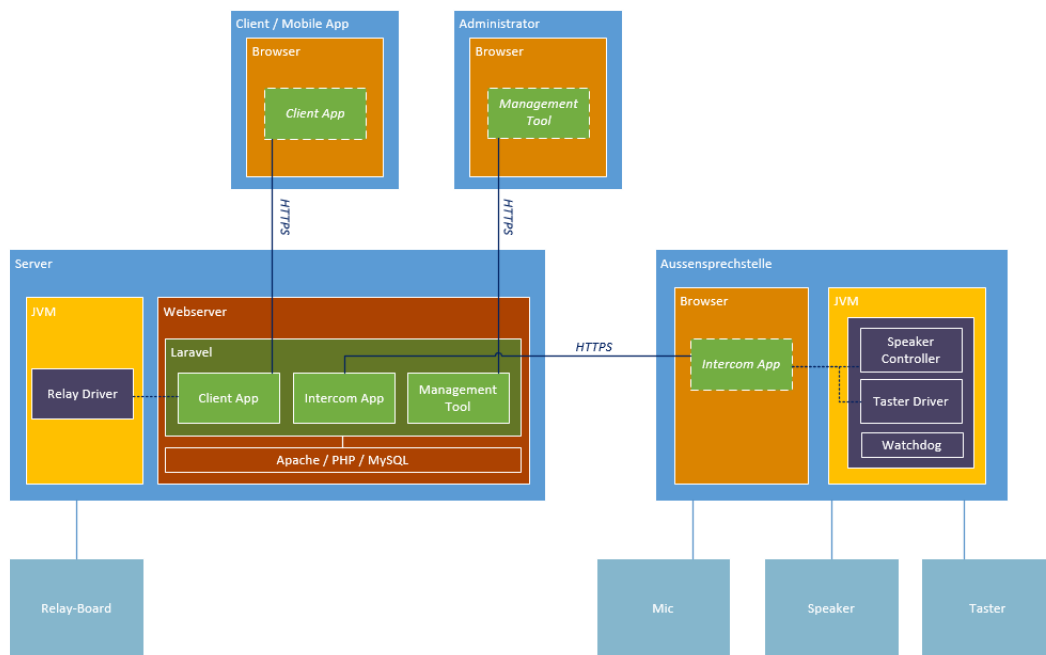 Client / Mobile App
Browser
Client App
HTTPS
Administrator
Browser
Management
Tool
HTTPS
Server
JVM
Relay Driver
Webserver
Laravel
Client App
Intercom App
Management
Tool
Apache / PHP / MySQL
HTTPS
Aussensprechstelle
Browser
Intercom App
JVM
Speaker
Controller
Taster Driver
Watchdog
Relay-Board
Mic
Speaker
Taster